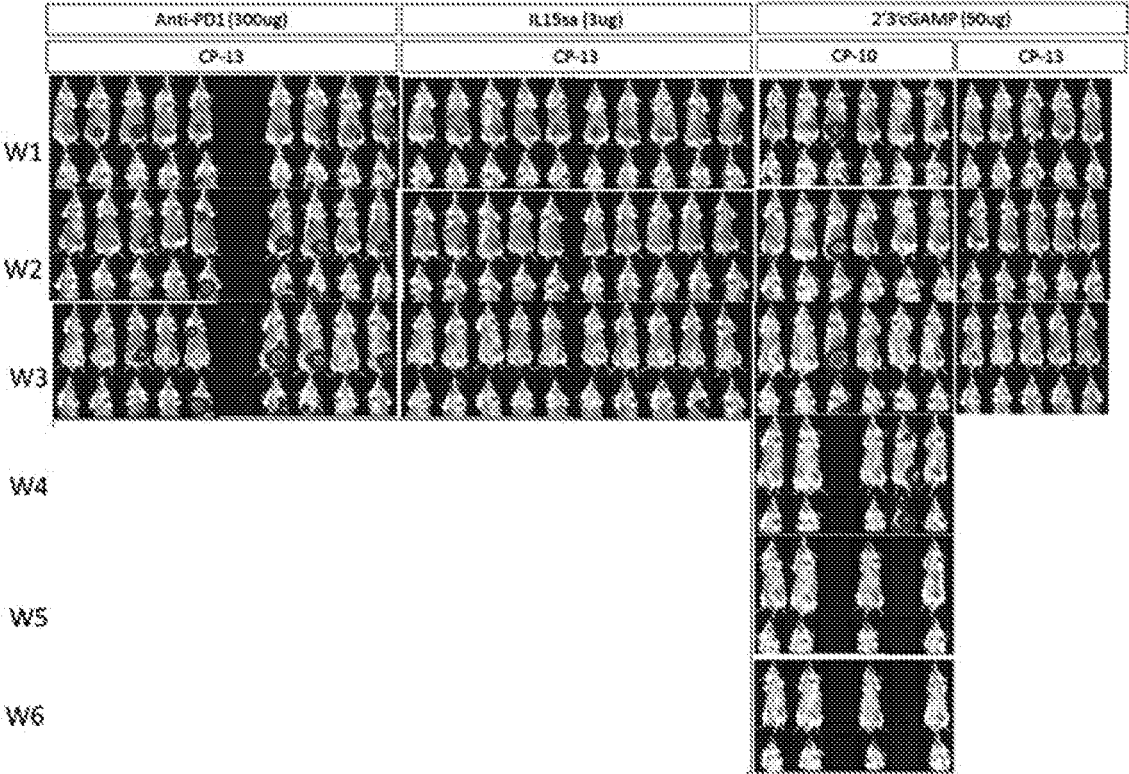 Anti-PD1 (300ug) IL15sa (3ug) 2'3'cGAMP (50ug)
CP-13 CP-13 CP-10 CP-13
W1
W2
W3
W4
W5
W6